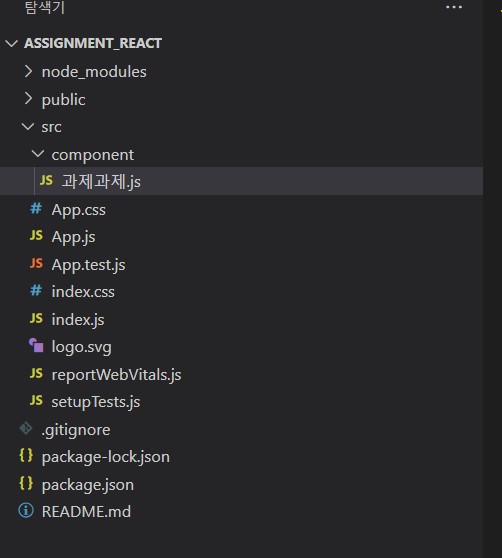 탐색기
ASSIGNMENT_REACT
node_modules
public
src
component
JS 과제과제.js
# App.css
JS App.js
JS App.test.js
# index.css
JS index.js
logo.svg
JS reportWebVitals.js
JS setupTests.js
.gitignore
{} package-lock.json
{} package.json
README.md